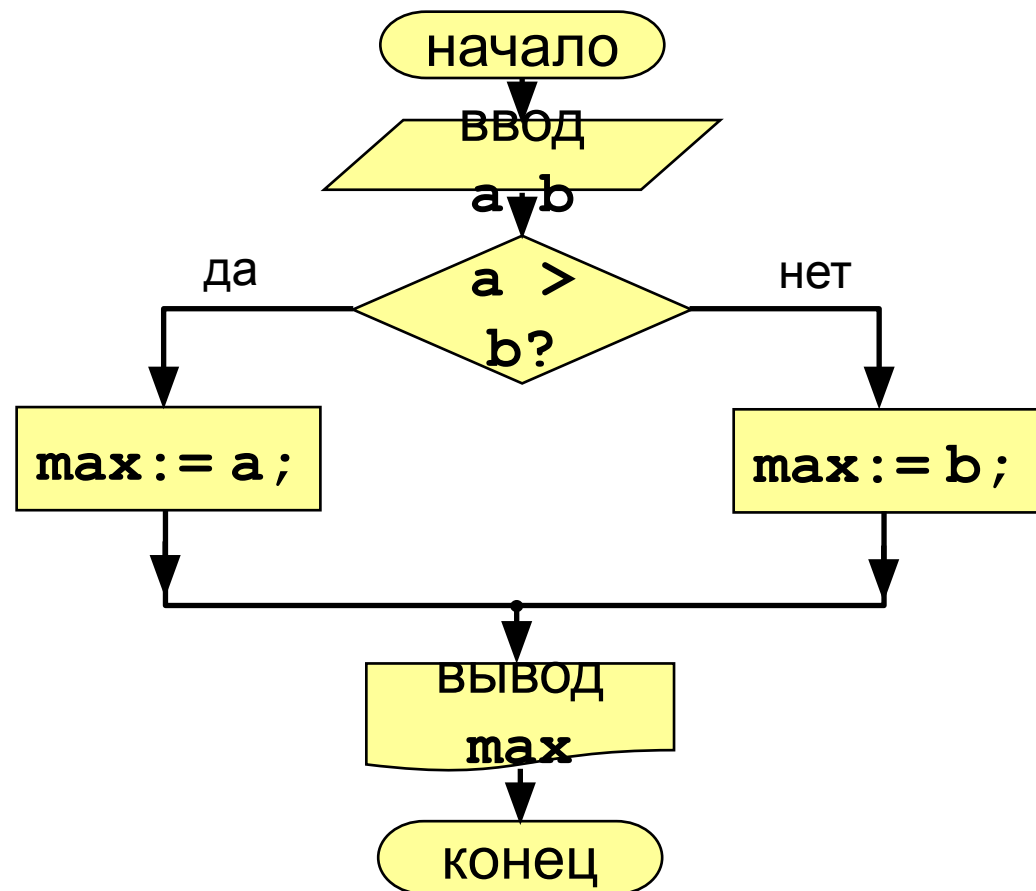 начало
ввод
a b
да
нет
a >
b?
max:= a;
max:= b;
вывод
max
конец